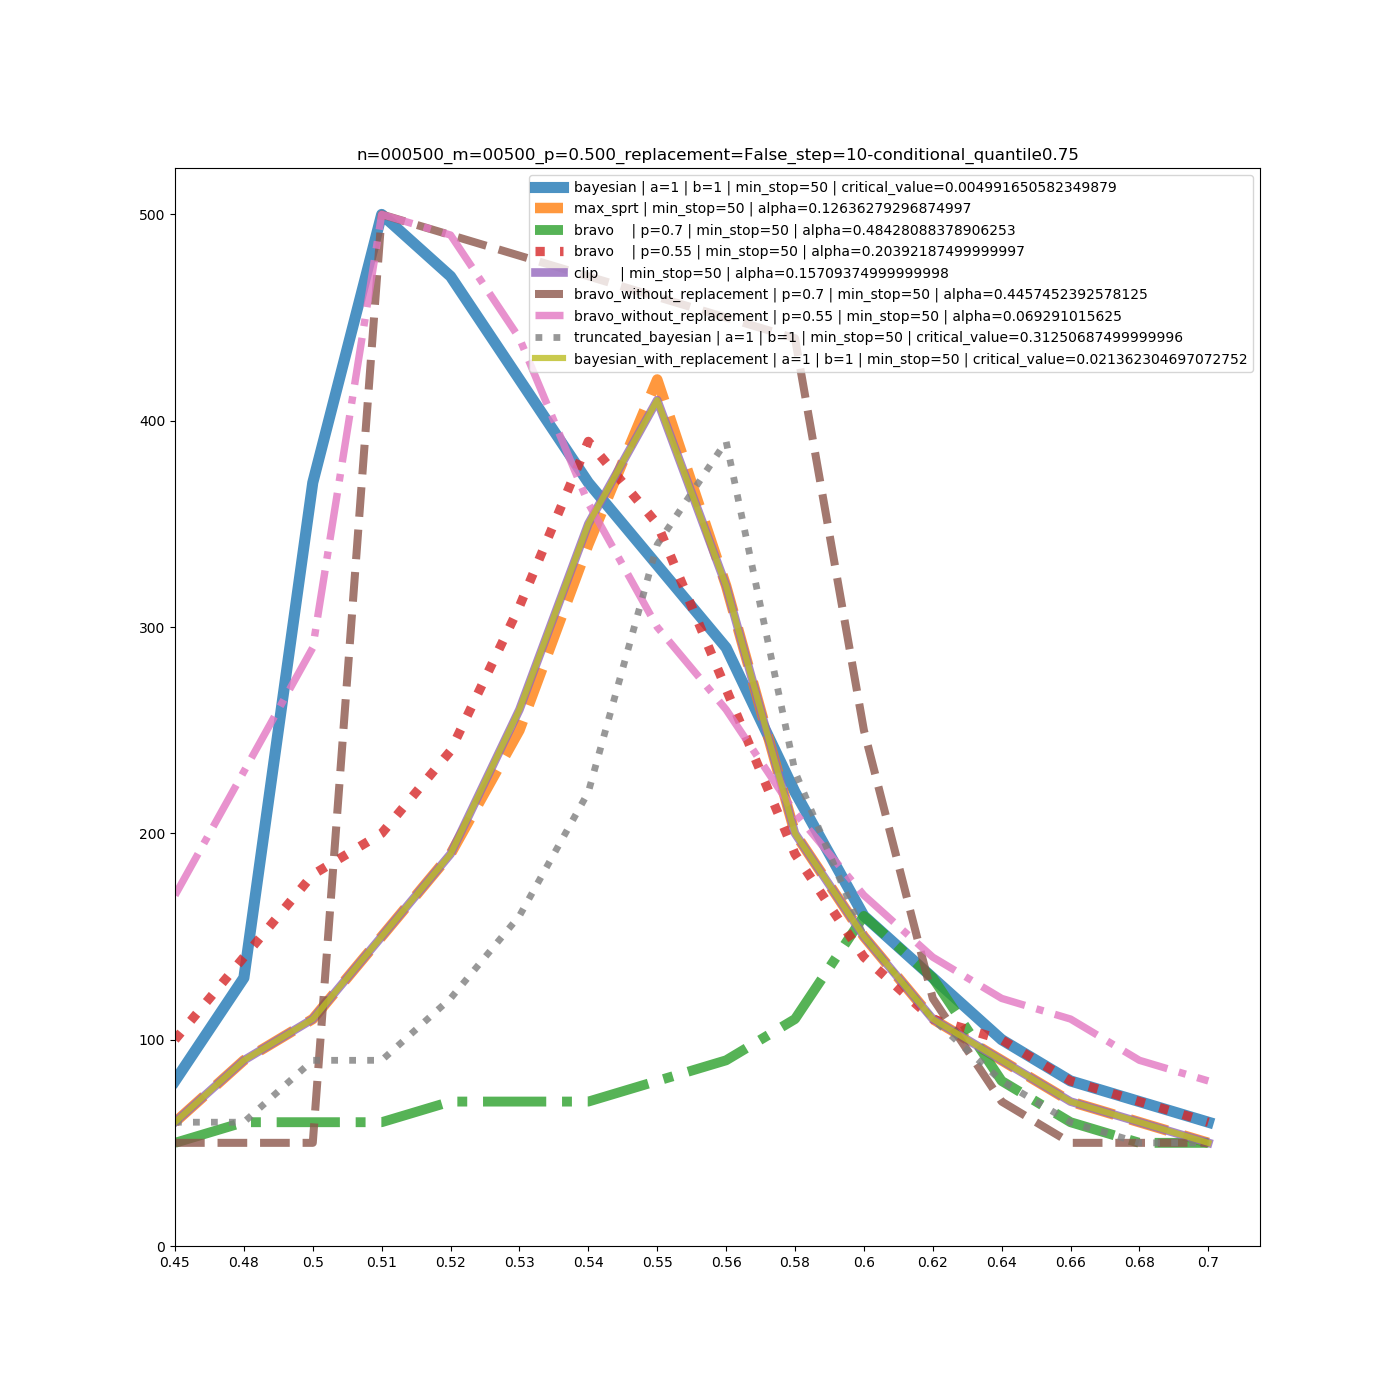 n=000500_m=00500_p=0.500_replacement=False_step=10-conditional_quantile0.75
bayesian | a=1 | b=1 | min_stop=50 | critical_value=0.004991650582349879
max_sprt | min_stop=50 | alpha=0.12636279296874997
bravo    | p=0.7 | min_stop=50 | alpha=0.48428088378906253
bravo    | p=0.55 | min_stop=50 | alpha=0.20392187499999997
clip     | min_stop=50 | alpha=0.15709374999999998
bravo_without_replacement | p=0.7 | min_stop=50 | alpha=0.4457452392578125
bravo_without_replacement | p=0.55 | min_stop=50 | alpha=0.069291015625
truncated_bayesian | a=1 | b=1 | min_stop=50 | critical_value=0.31250687499999996
bayesian_with_replacement | a=1 | b=1 | min_stop=50 | critical_value=0.021362304697072752
500
400
300
200
100
0
0.45 0.48 0.5 0.51 0.52 0.53 0.54 0.55 0.56 0.58 0.6 0.62 0.64 0.66 0.68 0.7